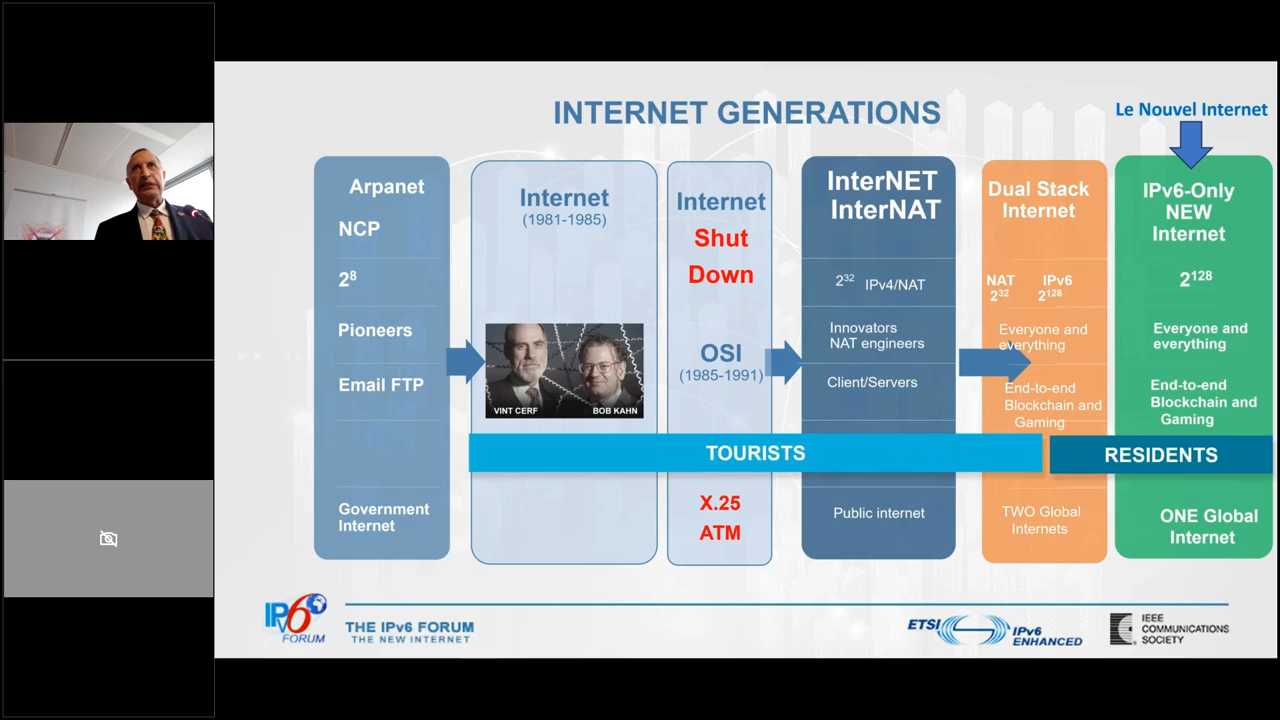 INTERNET GENERATIONS
Le Nouvel Internet
Arpanet
NCP
2⁸
Pioneers
Email FTP
Government
Internet
Internet
(1981-1985)
VINT CERF
BOB KAHN
Internet
Shut
Down
OSI
(1985-1991)
X.25
ATM
InterNET
InterNAT
2³² IPv4/NAT
Innovators
NAT engineers
Client/Servers
Public internet
Dual Stack
Internet
NAT IPv6
2³² 2¹²⁸
Everyone and
everything
End-to-end
Blockchain and
Gaming
TWO Global
Internets
IPv6-Only
NEW
Internet
2¹²⁸
Everyone and
everything
End-to-end
Blockchain and
Gaming
ONE Global
Internet
TOURISTS
RESIDENTS
IPv6
FORUM
THE IPv6 FORUM
THE NEW INTERNET
ETSI
IPv6
ENHANCED
IEEE
COMMUNICATIONS
SOCIETY